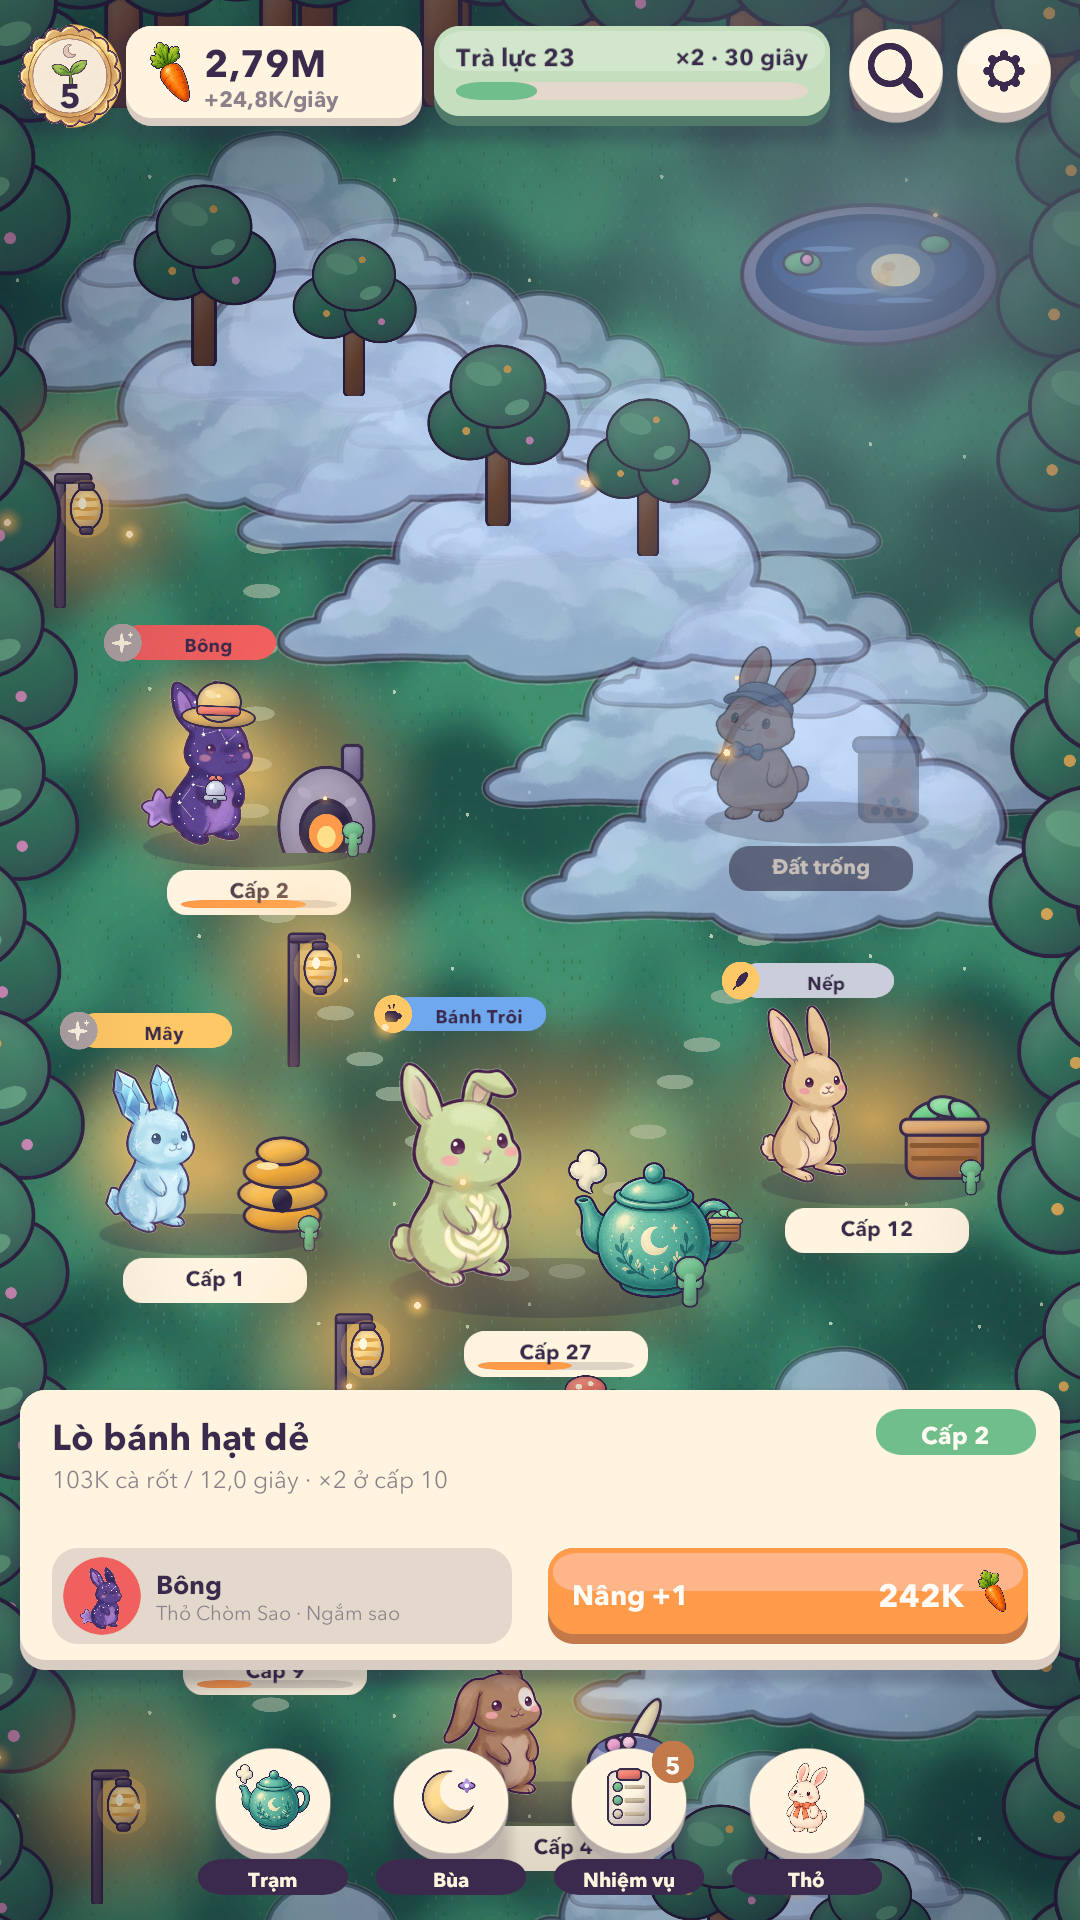 5
2,79M
+24,8K/giây
Trà lực 23
×2 · 30 giây
Bông
Cấp 2
Đất trống
Nếp
Bánh Trôi
Mây
Cấp 12
Cấp 1
Cấp 27
Lò bánh hạt dẻ
Cấp 2
103K cà rốt / 12,0 giây · ×2 ở cấp 10
Bông
Thỏ Chòm Sao · Ngắm sao
Nâng +1
242K
Cấp 9
5
Cấp 4
Trạm
Bùa
Nhiệm vụ
Thỏ